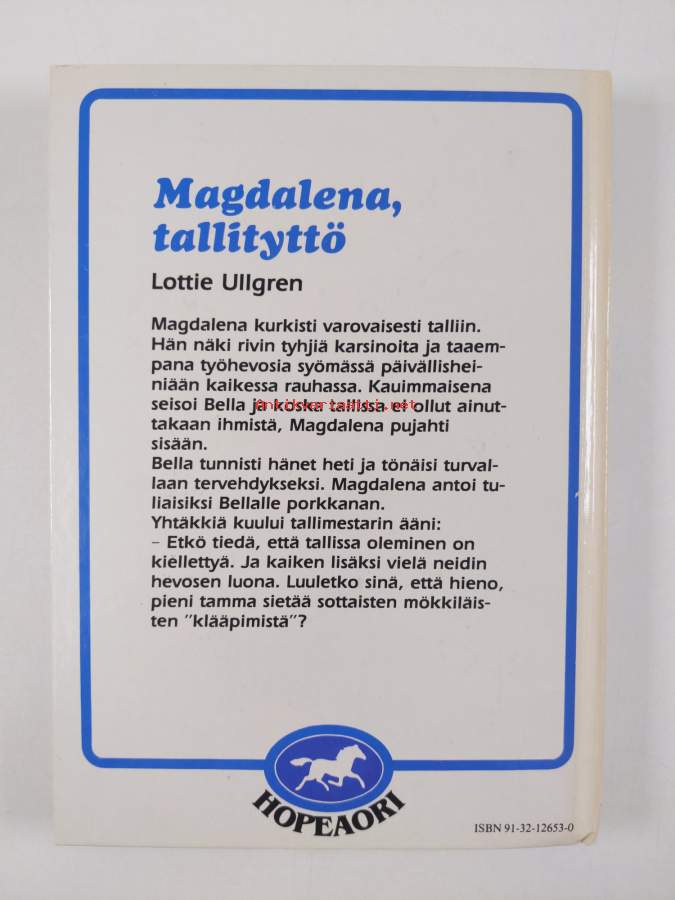 Magdalena,
tallityttö
Lottie Ullgren
Magdalena kurkisti varovaisesti talliin.
Hän näki rivin tyhjiä karsinoita ja taaem-
pana työhevosia syömässä päivällishei-
niään kaikessa rauhassa. Kauimmaisena
seisoi Bella ja koska tallissa ei ollut ainut-
takaan ihmistä, Magdalena pujahti
sisään.
Bella tunnisti hänet heti ja tönäisi turval-
laan tervehdykseksi. Magdalena antoi tu-
liaisiksi Bellalle porkkanan.
Yhtäkkiä kuului tallimestarin ääni:
– Etkö tiedä, että tallissa oleminen on
kiellettyä. Ja kaiken lisäksi vielä neidin
hevosen luona. Luuletko sinä, että hieno,
pieni tamma sietää sottaisten mökkiläis-
ten "klääpimistä"?
HOPEAORI
ISBN 91-32-12653-0